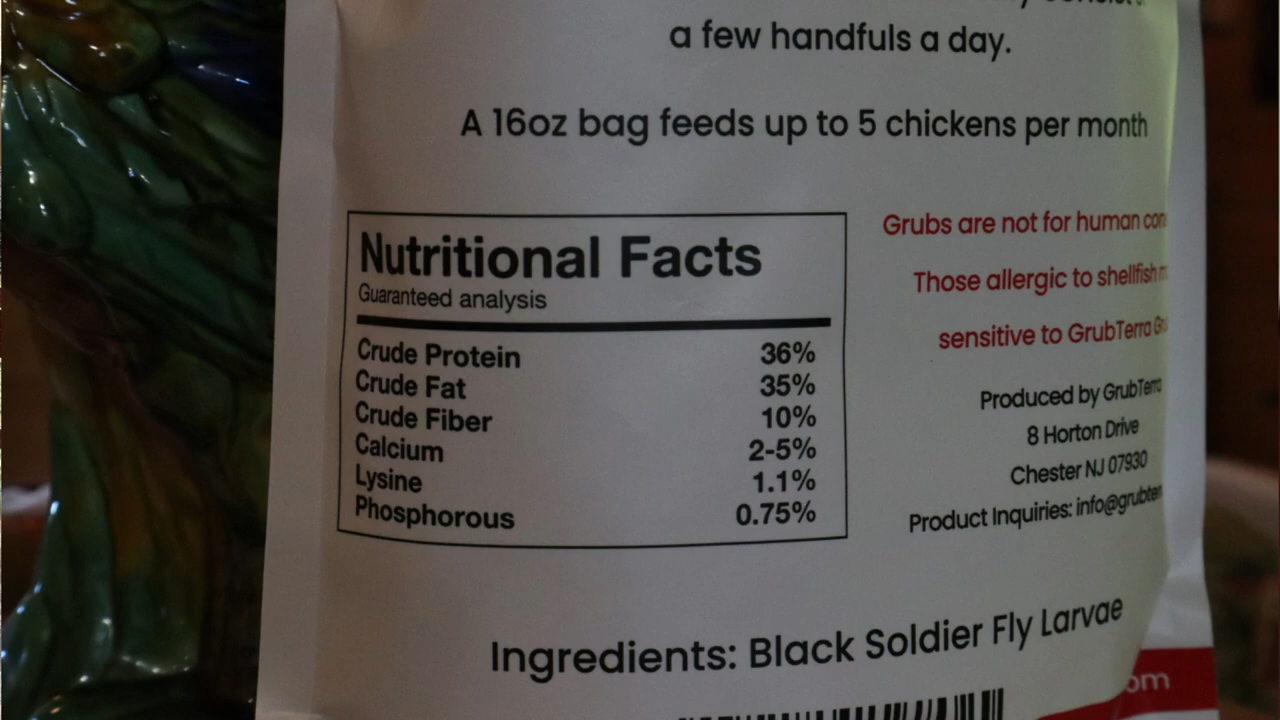 a few handfuls a day.
A 16oz bag feeds up to 5 chickens per month
Nutritional Facts
Guaranteed analysis
Crude Protein 36%
Crude Fat 35%
Crude Fiber 10%
Calcium 2-5%
Lysine 1.1%
Phosphorous 0.75%
Grubs are not for human
Those allergic to shellfish
sensitive to GrubTerra
Produced by GrubTerra
8 Horton Drive
Chester NJ 07930
Product Inquiries: info@grubter
Ingredients: Black Soldier Fly Larvae
om